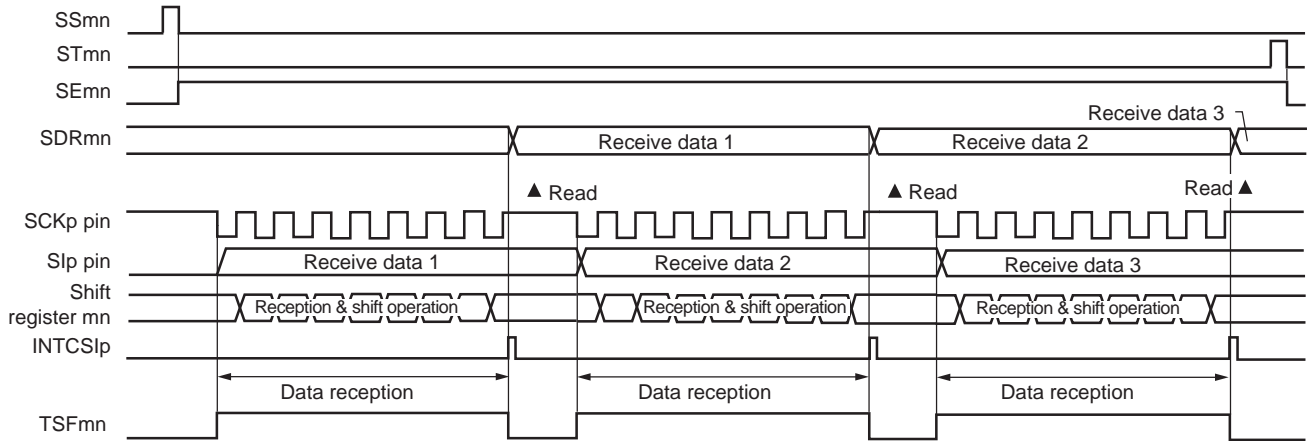 SSmn
STmn
SEmn
Receive data 3
SDRmn
Receive data 1
Receive data 2
▲ Read
▲ Read
Read ▲
SCKp pin
SIp pin
Receive data 1
Receive data 2
Receive data 3
Shift
register mn
Reception & shift operation
Reception & shift operation
Reception & shift operation
INTCSIp
Data reception
Data reception
Data reception
TSFmn